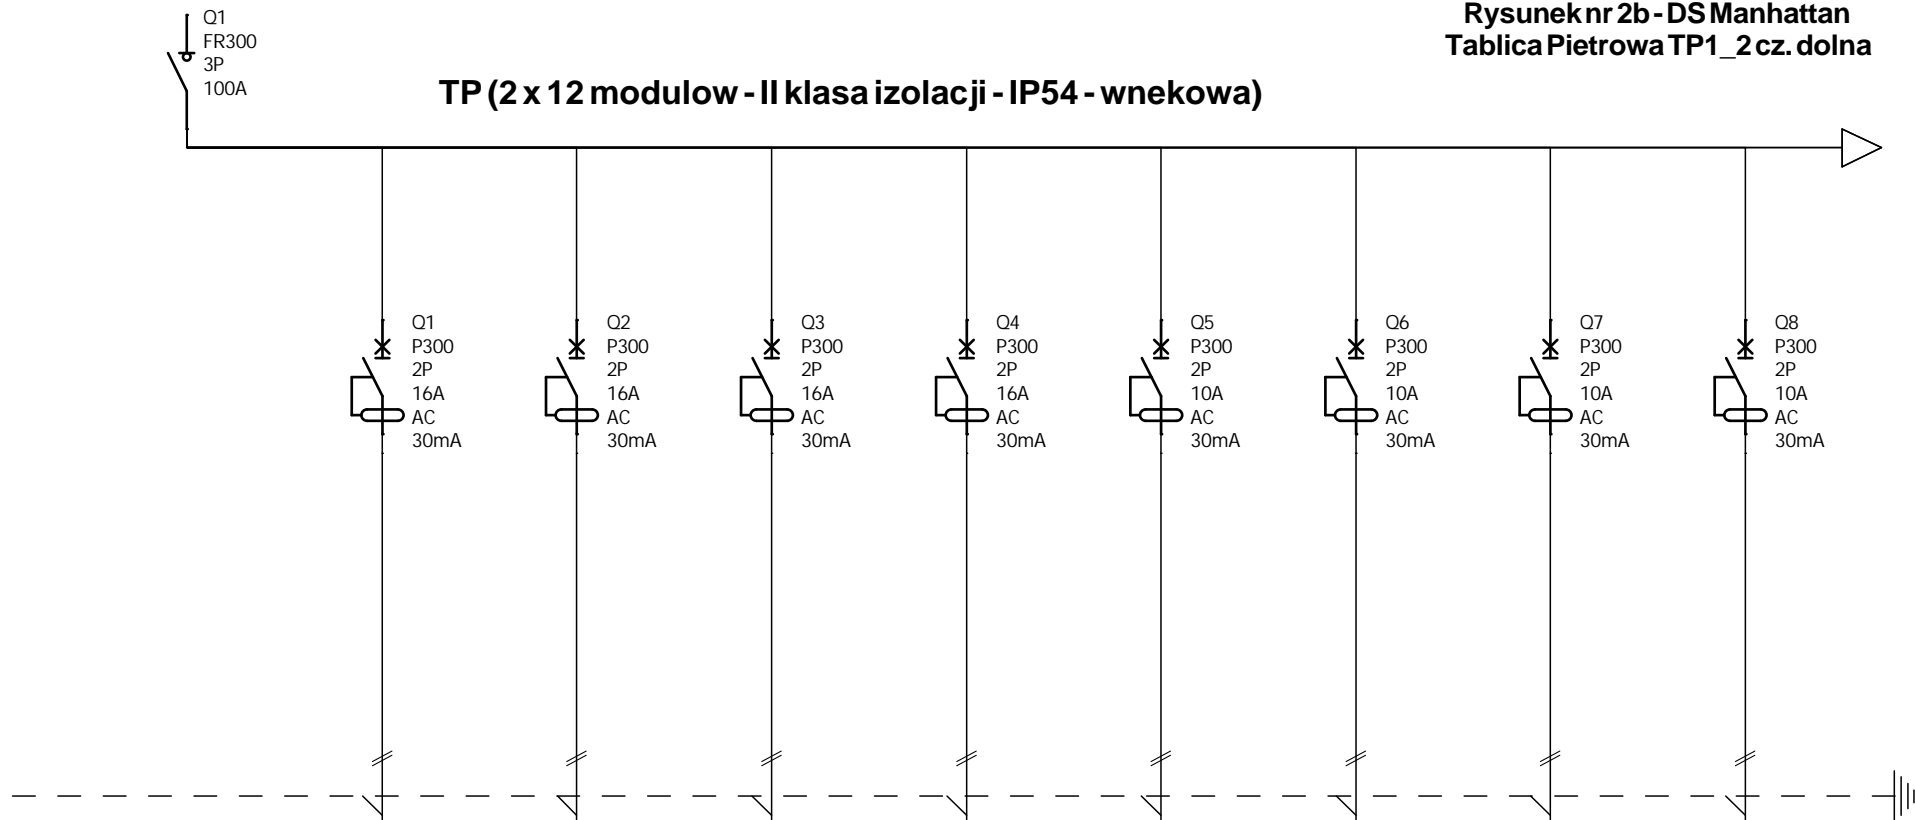 Q1
FR300
3P
100A
Rysunek nr 2b - DS Manhattan
Tablica Pietrowa TP1_2 cz. dolna
TP (2 x 12 modulow - II klasa izolacji - IP54 - wnekowa)
Q1
P300
2P
16A
AC
30mA
Q2
P300
2P
16A
AC
30mA
Q3
P300
2P
16A
AC
30mA
Q4
P300
2P
16A
AC
30mA
Q5
P300
2P
10A
AC
30mA
Q6
P300
2P
10A
AC
30mA
Q7
P300
2P
10A
AC
30mA
Q8
P300
2P
10A
AC
30mA